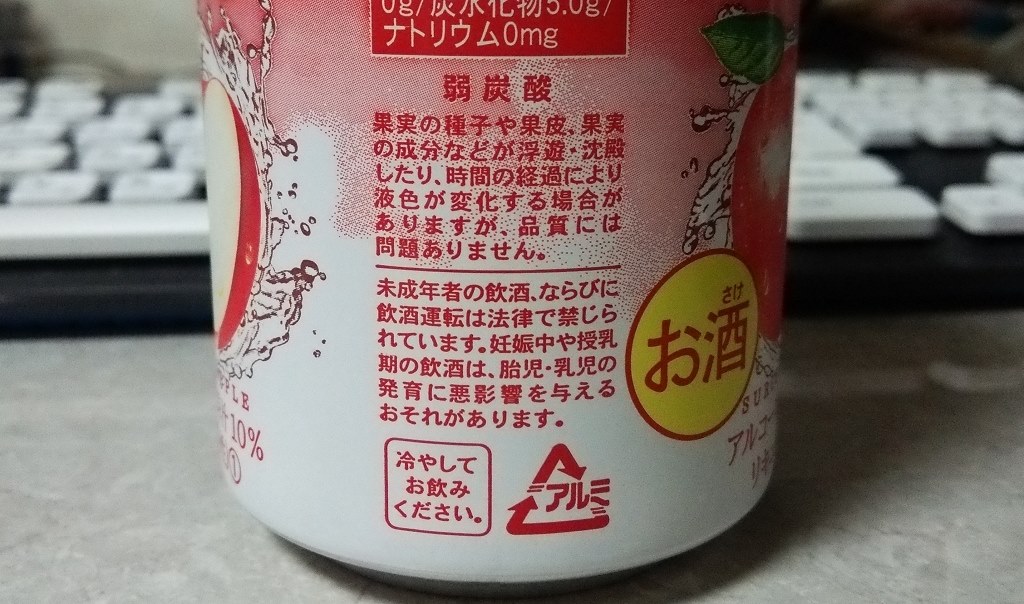 0g/炭水化物5.0g/
ナトリウム0mg
弱炭酸
果実の種子や果皮、果実
の成分などが浮遊・沈殿
したり、時間の経過により
液色が変化する場合が
ありますが、品質には
問題ありません。
未成年者の飲酒、ならびに
飲酒運転は法律で禁じら
れています。妊娠中や授乳
期の飲酒は、胎児・乳児の
発育に悪影響を与える
おそれがあります。
冷やして
お飲み
ください。
アルミ
さけ
お酒
10%
①